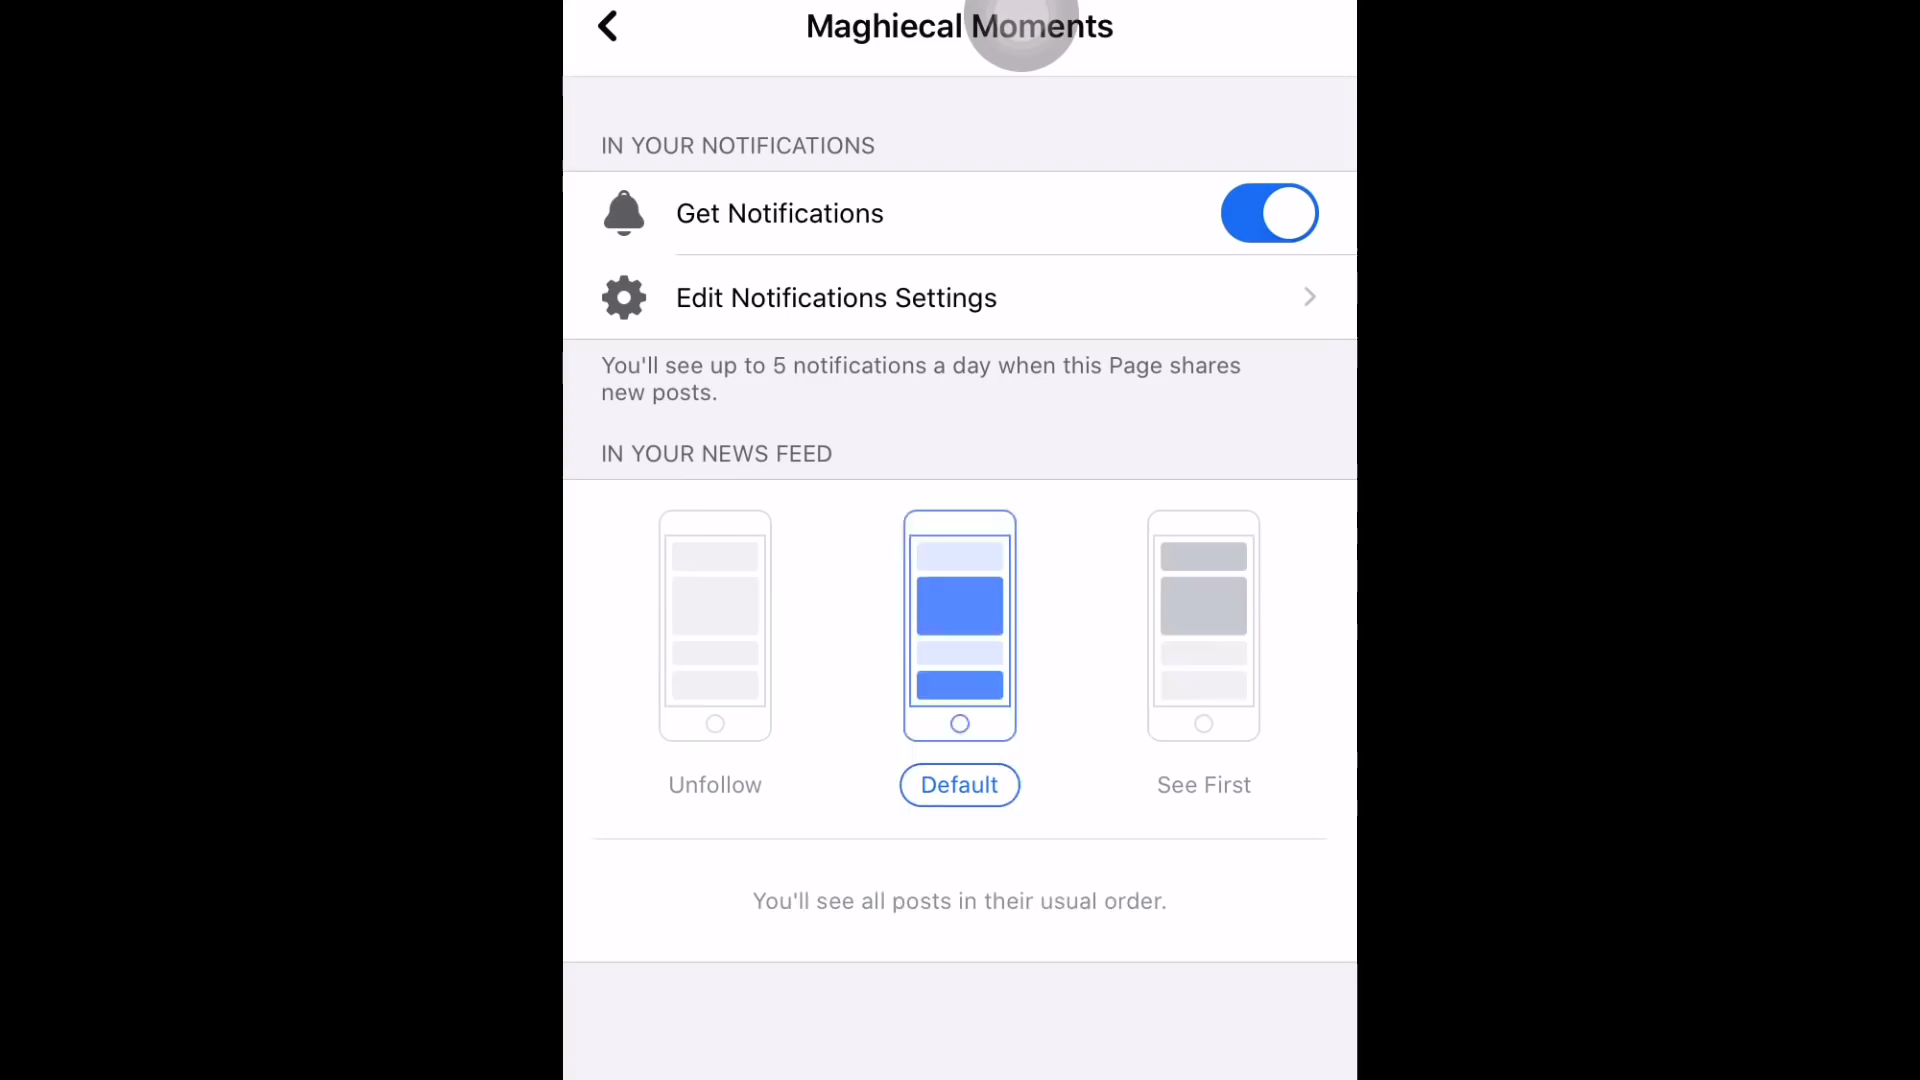 Maghiecal Moments
IN YOUR NOTIFICATIONS
Get Notifications
Edit Notifications Settings
You'll see up to 5 notifications a day when this Page shares
new posts.
IN YOUR NEWS FEED
Unfollow
Default
See First
You'll see all posts in their usual order.